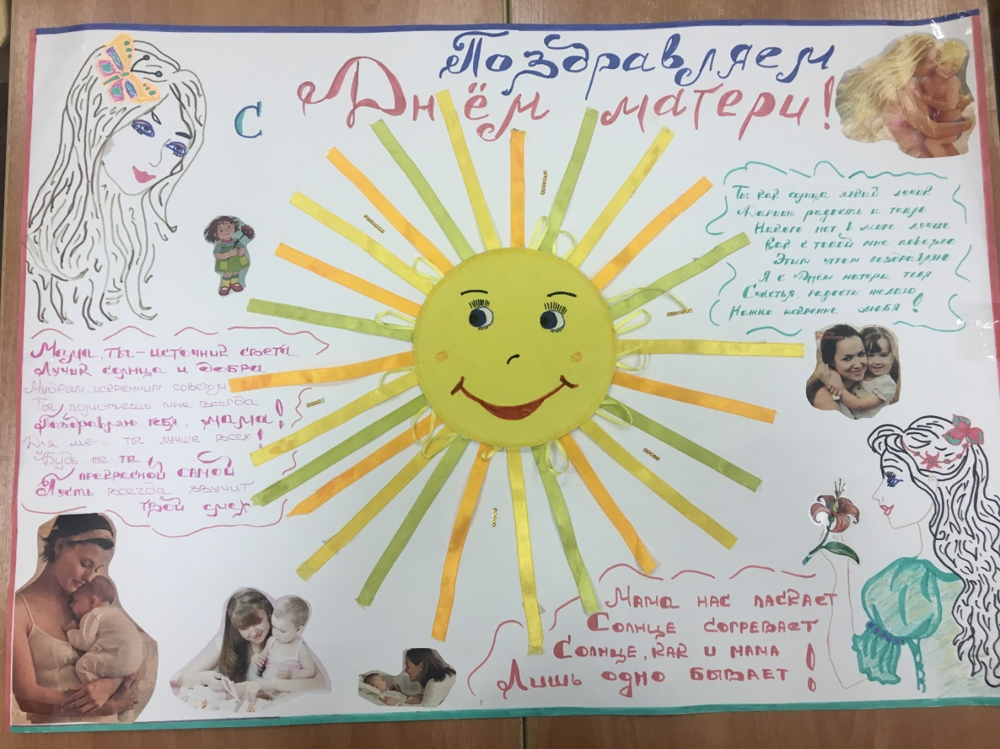 Поздравляем
с Днём матери!
Ты как солнца яркий лучик
Даришь радость и тепло
Никого нет в мире лучше
Как с тобой мне повезло
Этим утром поздравляю
Я с Днём матери тебя
Счастья, радости желаю
Нежно искренне любя!
Мама, ты - источник света
Лучик солнца и добра
Мудрым искренним советом
Ты поможешь мне всегда
Поздравляю тебя, мама!
Для меня ты лучше всех!
Будь же ты
прекрасной самой
Пусть всегда звучит
твой смех
Мама нас ласкает
Солнце согревает
Солнце, как и мама
Лишь одно бывает!